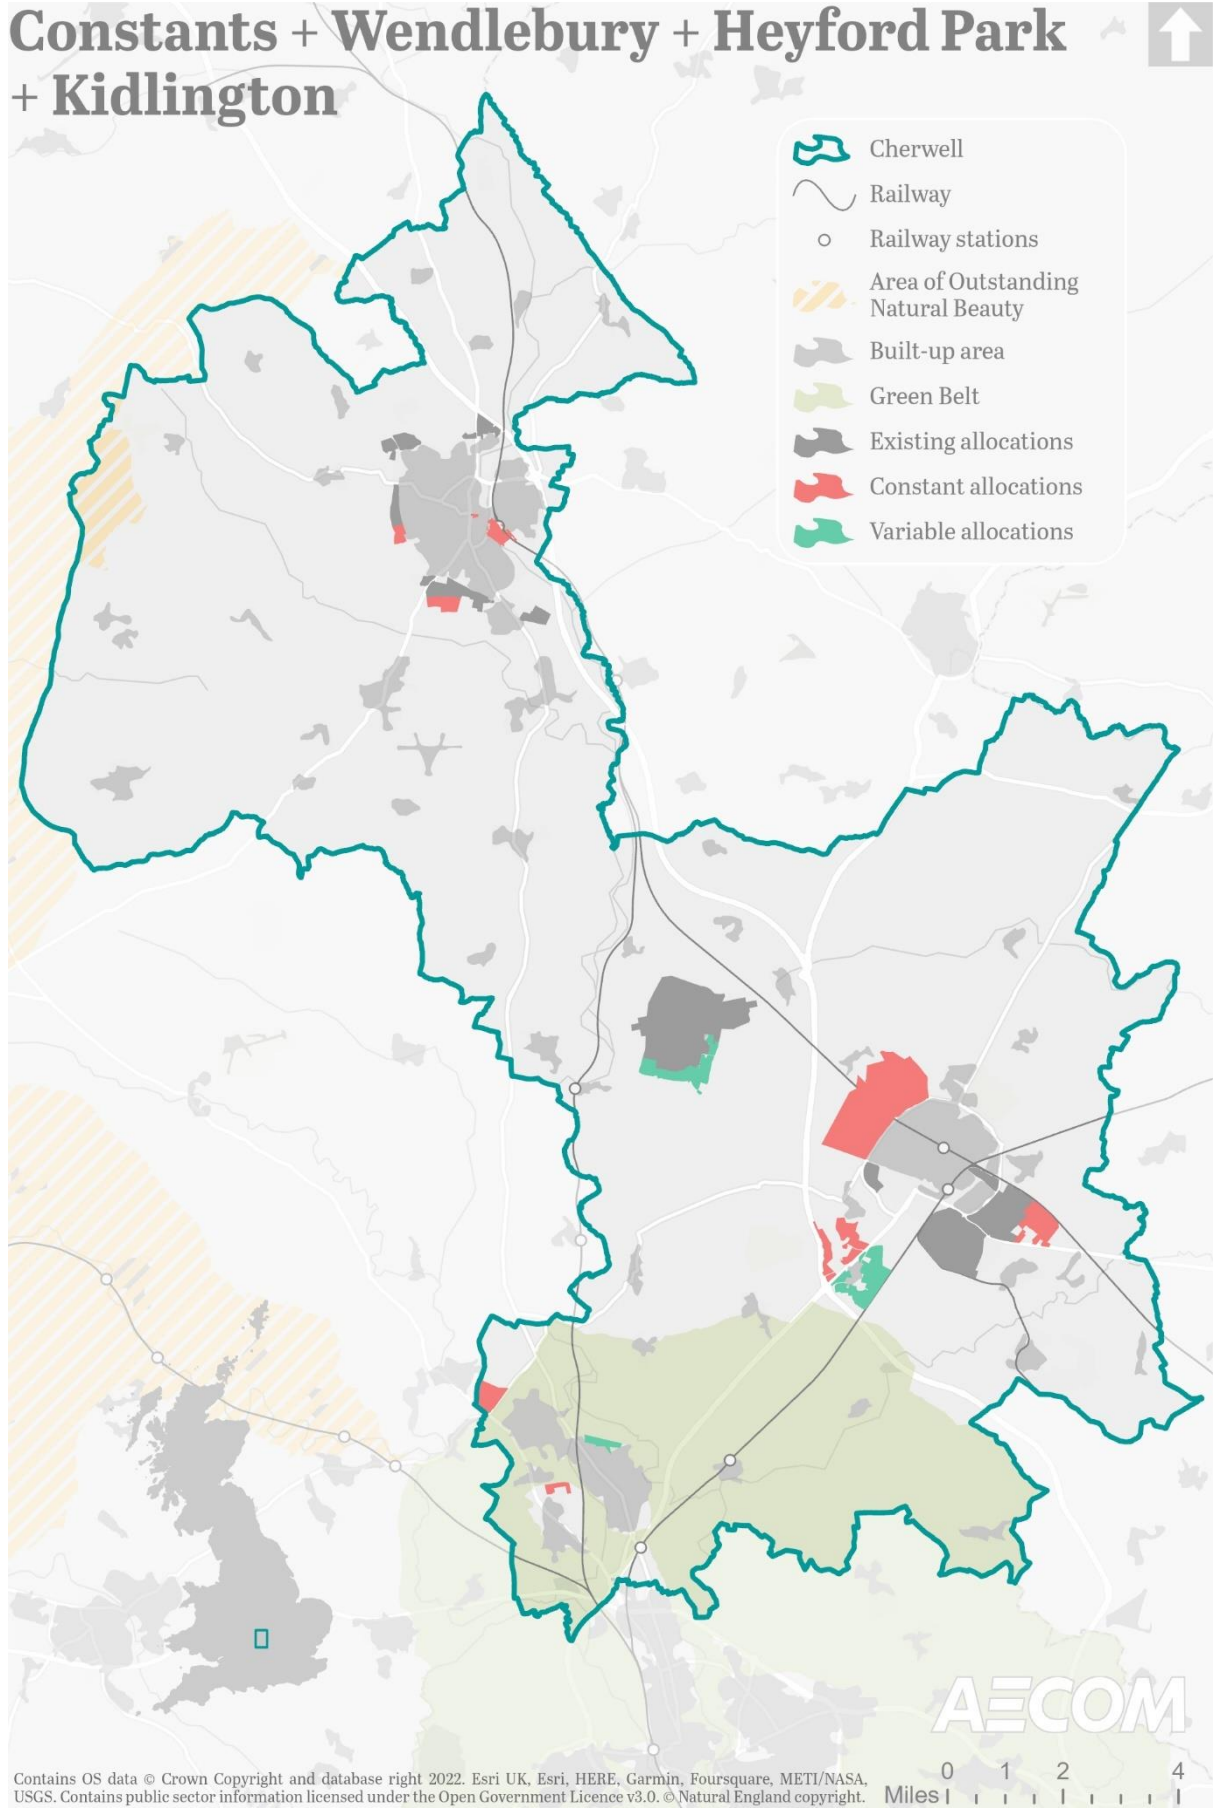 Constants + Wendlebury + Heyford Park
+ Kidlington
Cherwell
Railway
Railway stations
Area of Outstanding
Natural Beauty
Built-up area
Green Belt
Existing allocations
Constant allocations
Variable allocations
AECOM
Contains OS data © Crown Copyright and database right 2022. Esri UK, Esri, HERE, Garmin, Foursquare, METI/NASA,
USGS. Contains public sector information licensed under the Open Government Licence v3.0. © Natural England copyright.
0 1 2 4
Miles